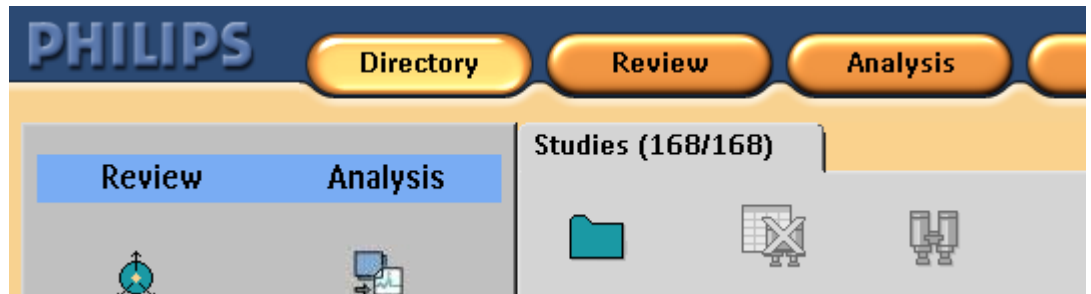 PHILIPS
Directory Review Analysis
Studies (168/168)
Review Analysis